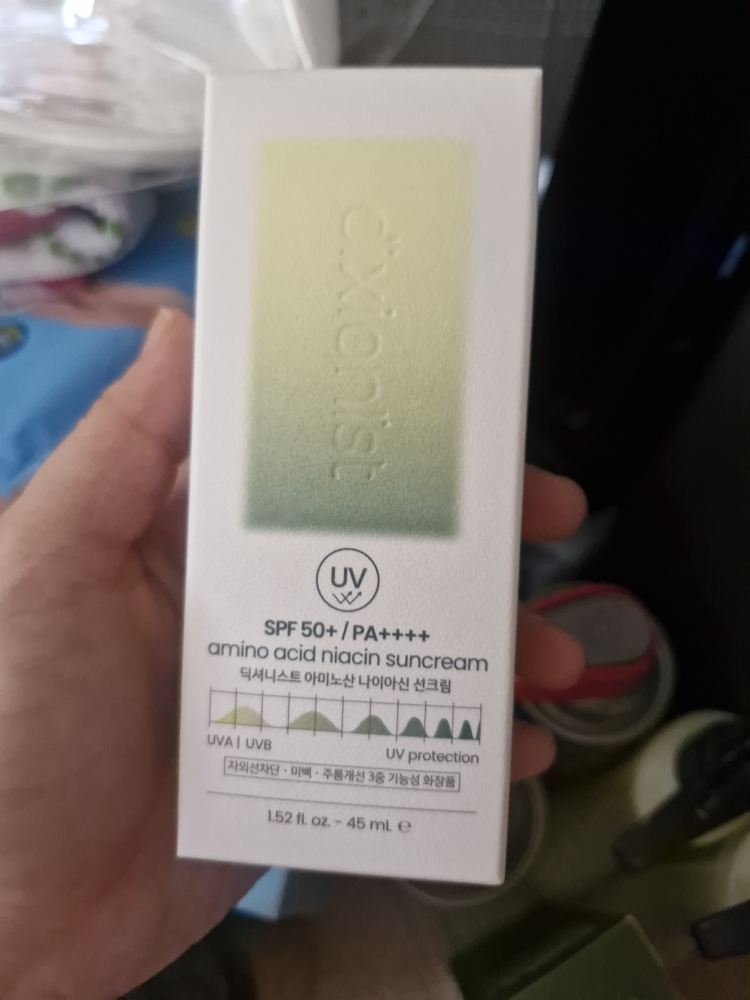 dixionist
UV
SPF 50+ / PA++++
amino acid niacin suncream
딕셔니스트 아미노산 나이아신 선크림
UVA | UVB
UV protection
자외선차단 · 미백 · 주름개선 3중 기능성 화장품
1.52 fl. oz. - 45 mL ℮